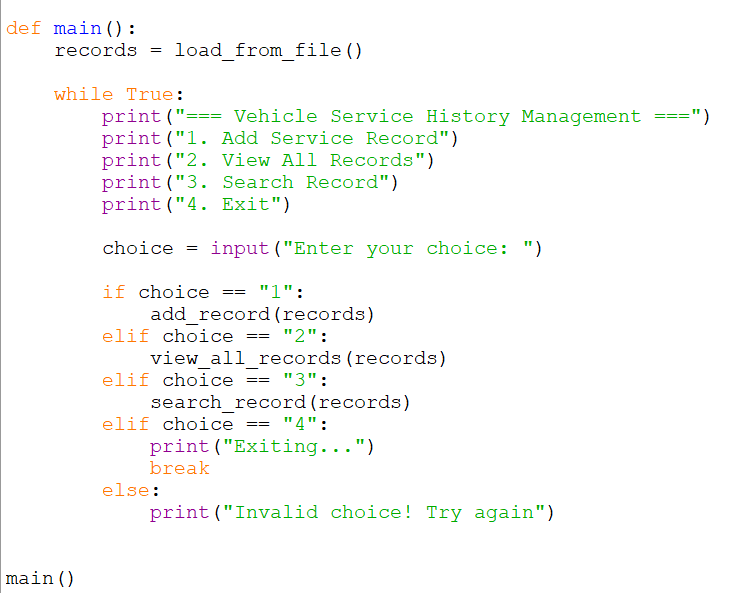 def main():
    records = load_from_file()

    while True:
        print("=== Vehicle Service History Management ===")
        print("1. Add Service Record")
        print("2. View All Records")
        print("3. Search Record")
        print("4. Exit")

        choice = input("Enter your choice: ")

        if choice == "1":
            add_record(records)
        elif choice == "2":
            view_all_records(records)
        elif choice == "3":
            search_record(records)
        elif choice == "4":
            print("Exiting...")
            break
        else:
            print("Invalid choice! Try again")


main()